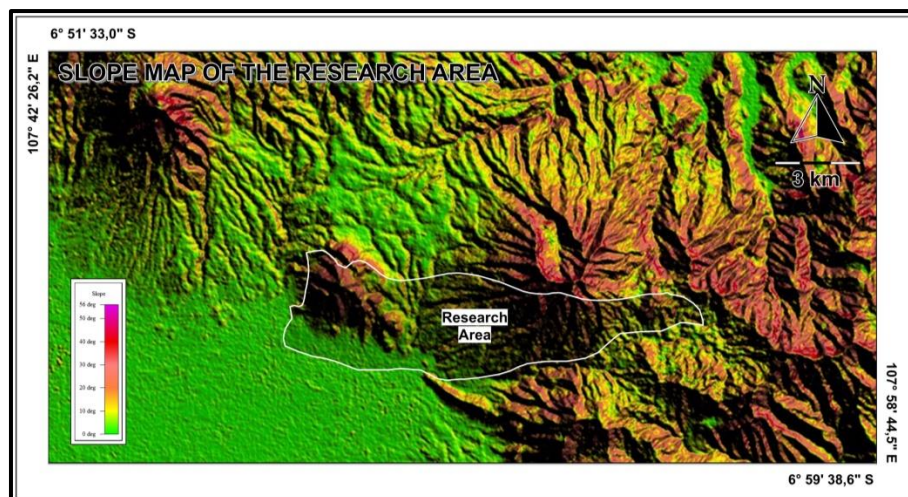 6° 51' 33,0" S
107° 42' 26,2" E
SLOPE MAP OF THE RESEARCH AREA
N
3 km
Slope
56 deg
50 deg
40 deg
30 deg
20 deg
10 deg
0 deg
Research
Area
107° 58' 44,5" E
6° 59' 38,6" S